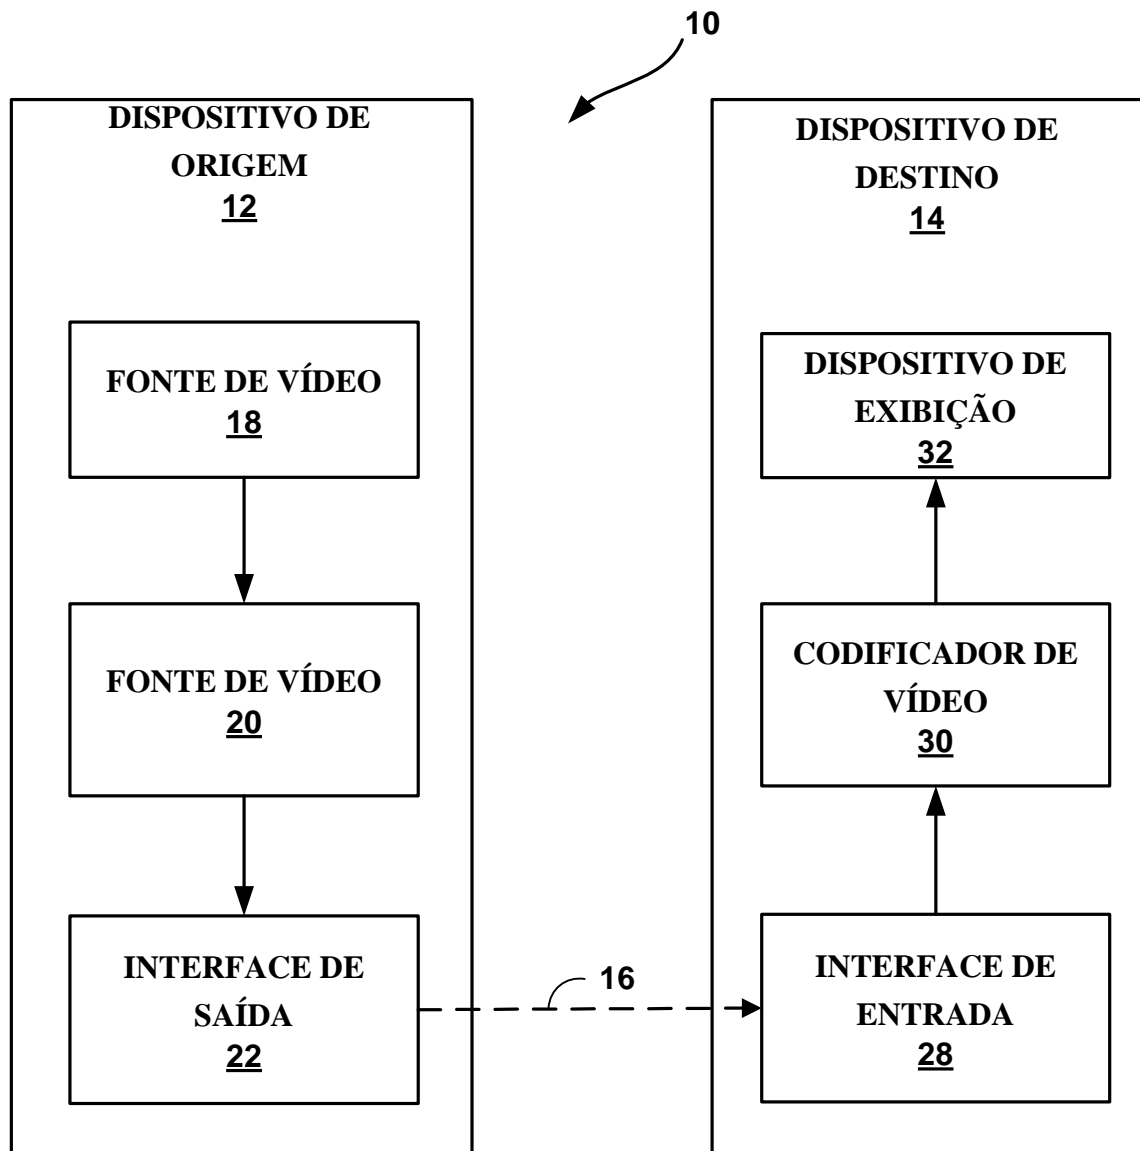 10
DISPOSITIVO DE
ORIGEM
12
FONTE DE VÍDEO
18
FONTE DE VÍDEO
20
INTERFACE DE
SAÍDA
22
16
DISPOSITIVO DE
DESTINO
14
DISPOSITIVO DE
EXIBIÇÃO
32
CODIFICADOR DE
VÍDEO
30
INTERFACE DE
ENTRADA
28